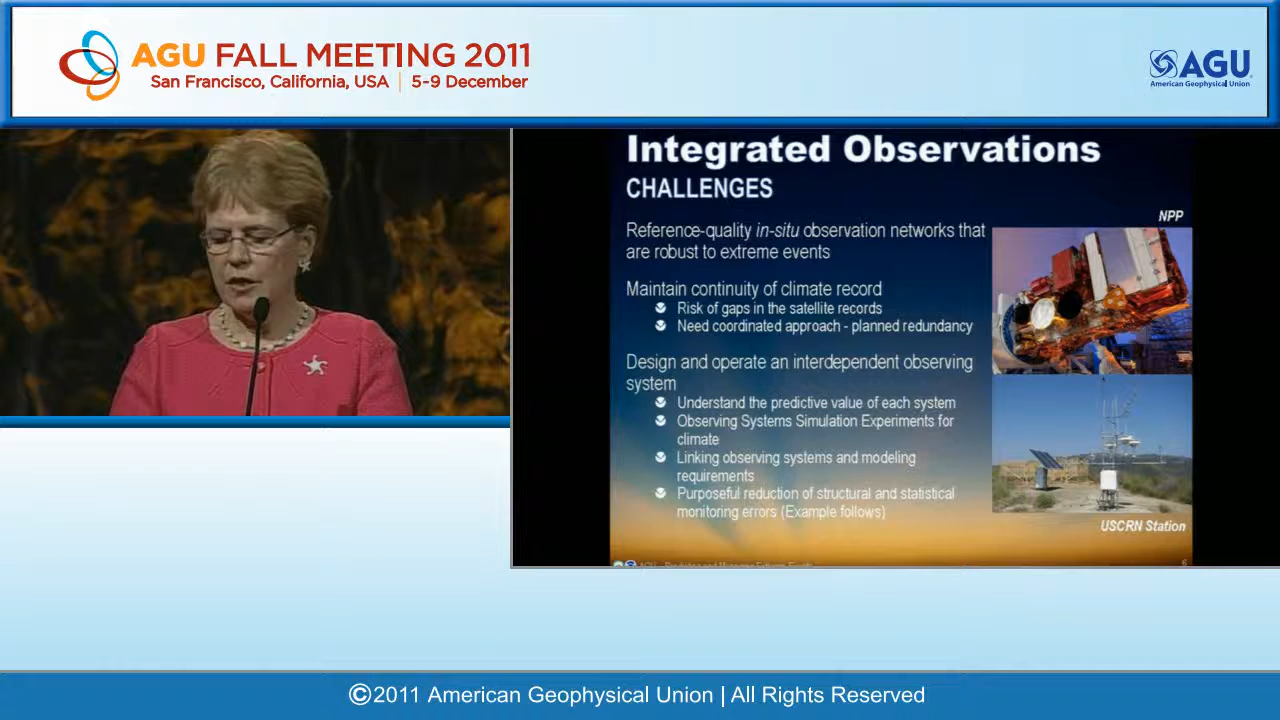 AGU FALL MEETING 2011
San Francisco, California, USA | 5-9 December
AGU
American Geophysical Union
Integrated Observations
CHALLENGES
NPP
Reference-quality in-situ observation networks that
are robust to extreme events
Maintain continuity of climate record
Risk of gaps in the satellite records
Need coordinated approach - planned redundancy
Design and operate an interdependent observing
system
Understand the predictive value of each system
Observing Systems Simulation Experiments for
climate
Linking observing systems and modeling
requirements
Purposeful reduction of structural and statistical
monitoring errors (Example follows)
USCRN Station
6
©2011 American Geophysical Union | All Rights Reserved